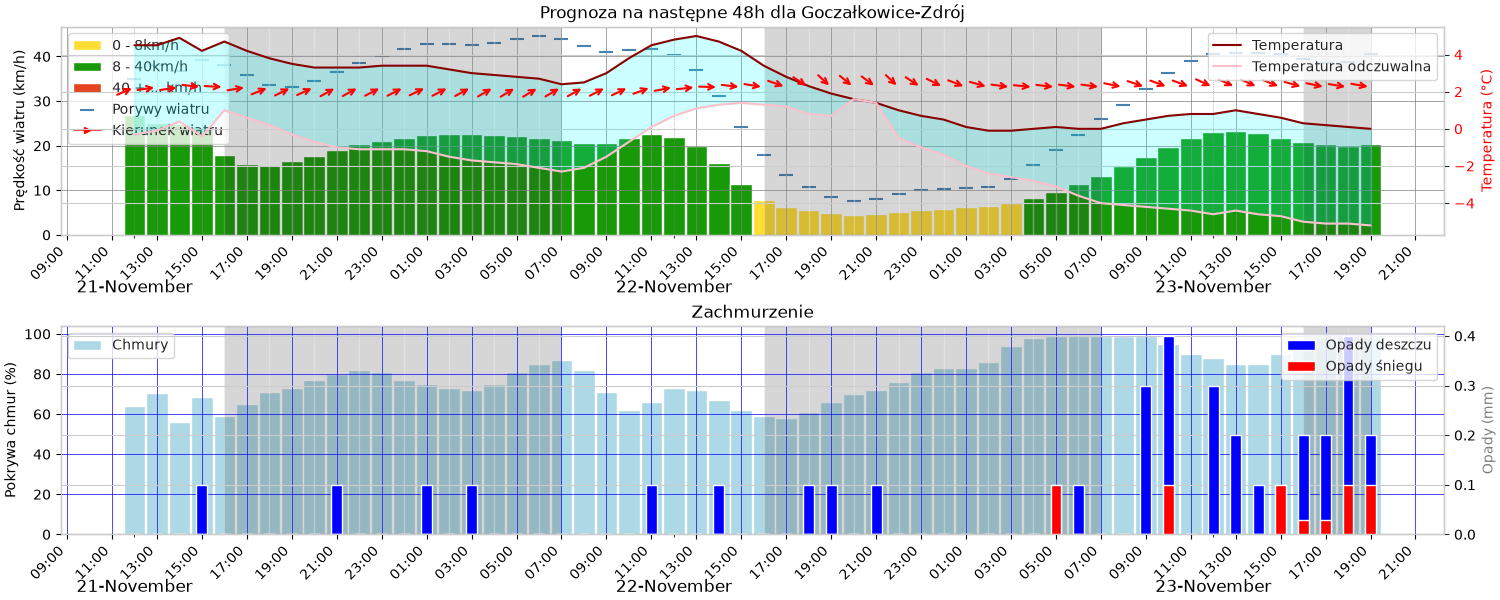 Prognoza na następne 48h dla Goczałkowice-Zdrój
Prędkość wiatru (km/h)
40
30
20
10
0
0 - 8km/h
8 - 40km/h
Porywy wiatru
Kierunek wiatru
Temperatura
Temperatura odczuwalna
4
2
0
−2
−4
Temperatura (°C)
09:00 11:00 13:00 15:00 17:00 19:00 21:00 23:00 01:00 03:00 05:00 07:00 09:00 11:00 13:00 15:00 17:00 19:00 21:00 23:00 01:00 03:00 05:00 07:00 09:00 11:00 13:00 15:00 17:00 19:00 21:00
21-November 22-November 23-November
Zachmurzenie
Pokrywa chmur (%)
100
80
60
40
20
0
Chmury
Opady deszczu
Opady śniegu
0.4
0.3
0.2
0.1
0.0
Opady (mm)
09:00 11:00 13:00 15:00 17:00 19:00 21:00 23:00 01:00 03:00 05:00 07:00 09:00 11:00 13:00 15:00 17:00 19:00 21:00 23:00 01:00 03:00 05:00 07:00 09:00 11:00 13:00 15:00 17:00 19:00 21:00
21-November 22-November 23-November